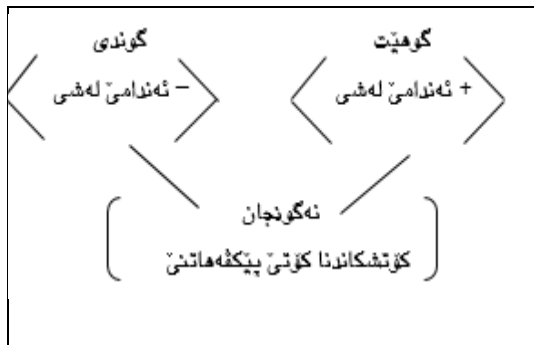 گوهێت
گوندی
+ ئەندامێ لەشی
− ئەندامێ لەشی
نەگونجان
کۆتشکاندنا کۆتێ پێکڤەهاتنێ